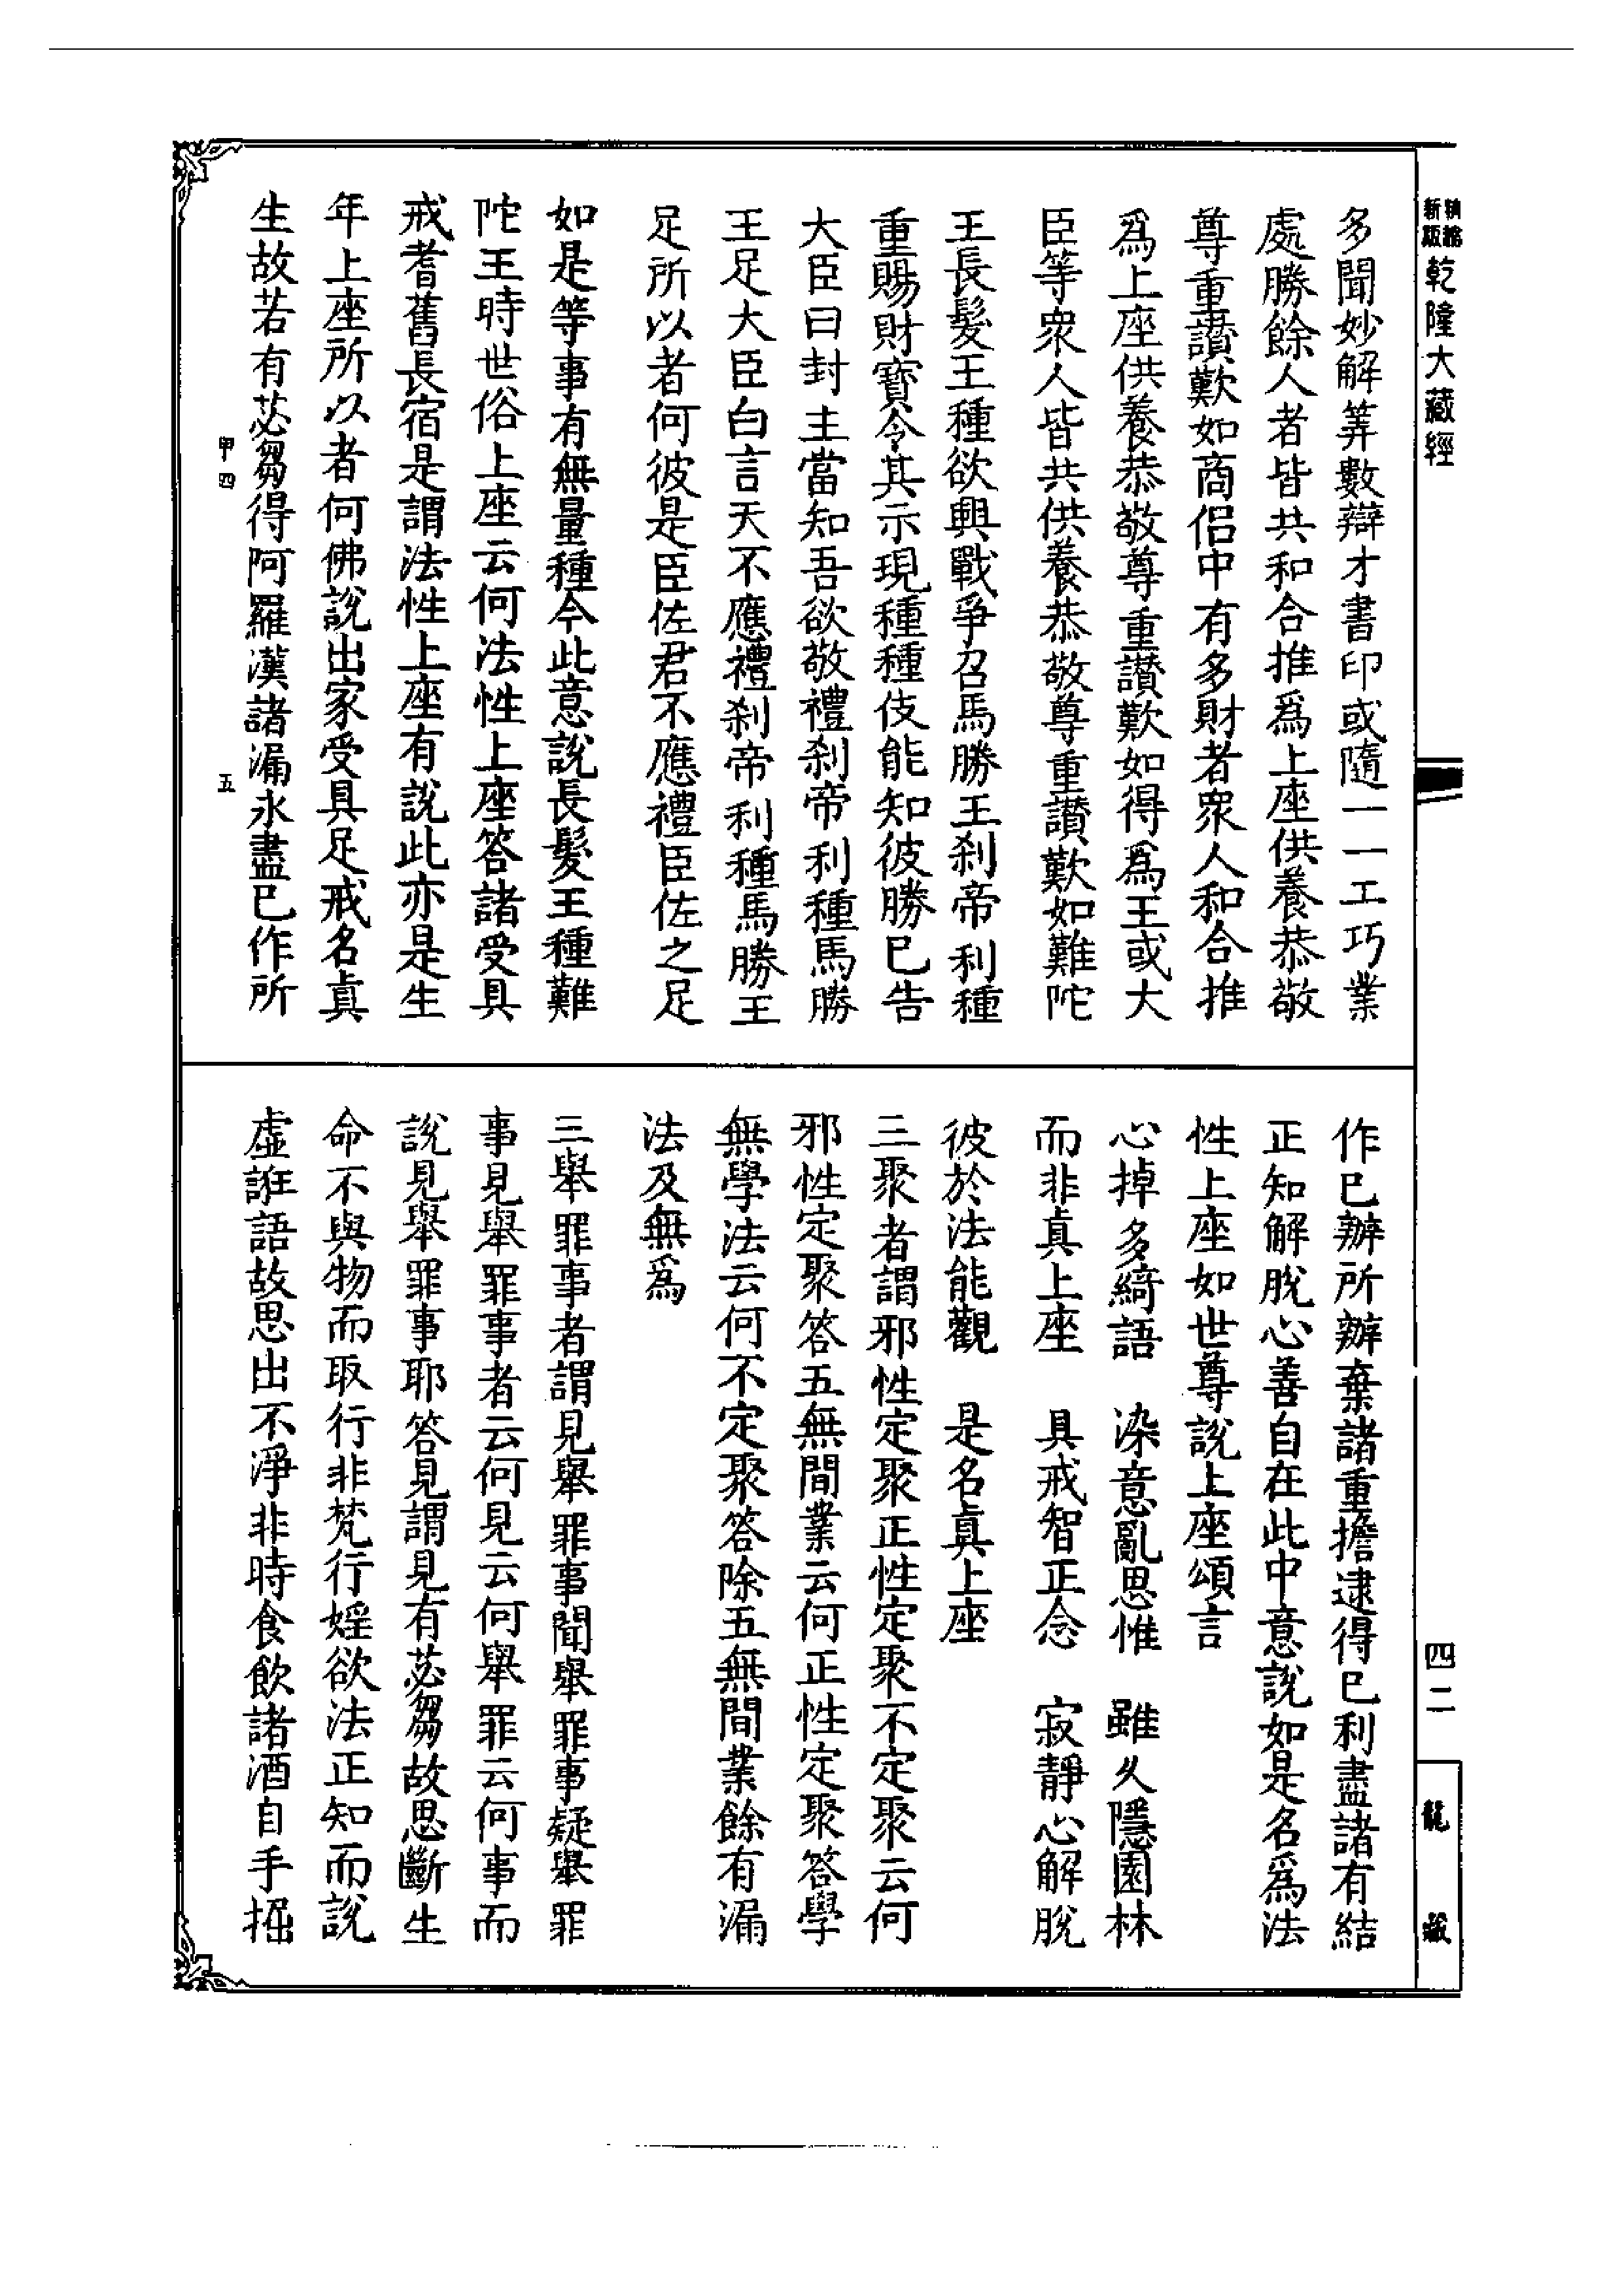 新版
精縮
乾隆大藏經
四二
龍藏
多聞妙解筭數辯才書印或隨一一工巧業
處勝餘人者皆共和合推爲上座供養恭敬
尊重讚歎如商侶中有多財者衆人和合推
爲上座供養恭敬尊重讚歎如得爲王或大
臣等衆人皆共供養恭敬尊重讚歎如難陀
王長髮王種欲興戰爭召馬勝王刹帝利種
重賜財寶令其示現種種伎能知彼勝已告
大臣曰封主當知吾欲敬禮刹帝利種馬勝
王足大臣白言天不應禮刹帝利種馬勝王
足所以者何彼是臣佐君不應禮臣佐之足
如是等事有無量種今此意說長髮王種難
陀王時世俗上座云何法性上座答諸受具
戒耆舊長宿是謂法性上座有說此亦是生
年上座所以者何佛說出家受具足戒名眞
生故若有苾芻得阿羅漢諸漏永盡已作所
甲四
五
作已辦所辦棄諸重擔逮得已利盡諸有結
正知解脫心善自在此中意說如是名爲法
性上座如世尊說上座頌言
心掉多綺語　染意亂思惟　雖久隱園林
而非眞上座　具戒智正念　寂靜心解脫
彼於法能觀　是名眞上座
三聚者謂邪性定聚正性定聚不定聚云何
邪性定聚答五無間業云何正性定聚答學
無學法云何不定聚答除五無間業餘有漏
法及無爲
三舉罪事者謂見舉罪事聞舉罪事疑舉罪
事見舉罪事者云何見云何舉罪云何事而
說見舉罪事耶答見謂見有苾芻故思斷生
命不與物而取行非梵行婬欲法正知而說
虛誑語故思出不淨非時食飲諸酒自手掘